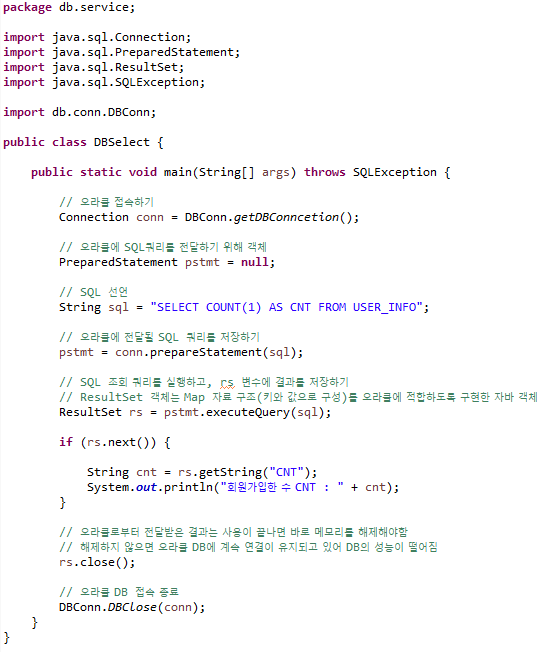 package db.service;
import java.sql.Connection;
import java.sql.PreparedStatement;
import java.sql.ResultSet;
import java.sql.SQLException;
import db.conn.DBConn;
public class DBSelect {
public static void main(String[] args) throws SQLException {
// 오라클 접속하기
Connection conn = DBConn.getDBConncetion();
// 오라클에 SQL쿼리를 전달하기 위해 객체
PreparedStatement pstmt = null;
// SQL 선언
String sql = "SELECT COUNT(1) AS CNT FROM USER_INFO";
// 오라클에 전달될 SQL 쿼리를 저장하기
pstmt = conn.prepareStatement(sql);
// SQL 조회 쿼리를 실행하고, rs 변수에 결과를 저장하기
// ResultSet 객체는 Map 자료 구조(키와 값으로 구성)를 오라클에 적합하도록 구현한 자바 객체
ResultSet rs = pstmt.executeQuery(sql);
if (rs.next()) {
String cnt = rs.getString("CNT");
System.out.println("회원가입한 수 CNT : " + cnt);
}
// 오라클로부터 전달받은 결과는 사용이 끝나면 바로 메모리를 해제해야함
// 해제하지 않으면 오라클 DB에 계속 연결이 유지되고 있어 DB의 성능이 떨어짐
rs.close();
// 오라클 DB 접속 종료
DBConn.DBClose(conn);
}
}